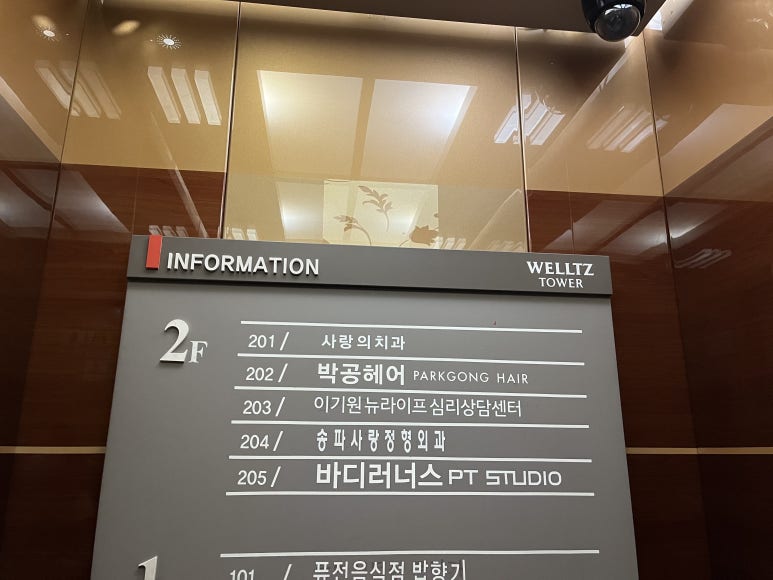 INFORMATION
WELLTZ
TOWER
2F
201 / 사랑의치과
202 / 박공헤어 PARKGONG HAIR
203 / 이기원뉴라이프심리상담센터
204 / 송파사랑정형외과
205 / 바디러너스 PT STUDIO
1
101 / 퓨전음식점 밥향기